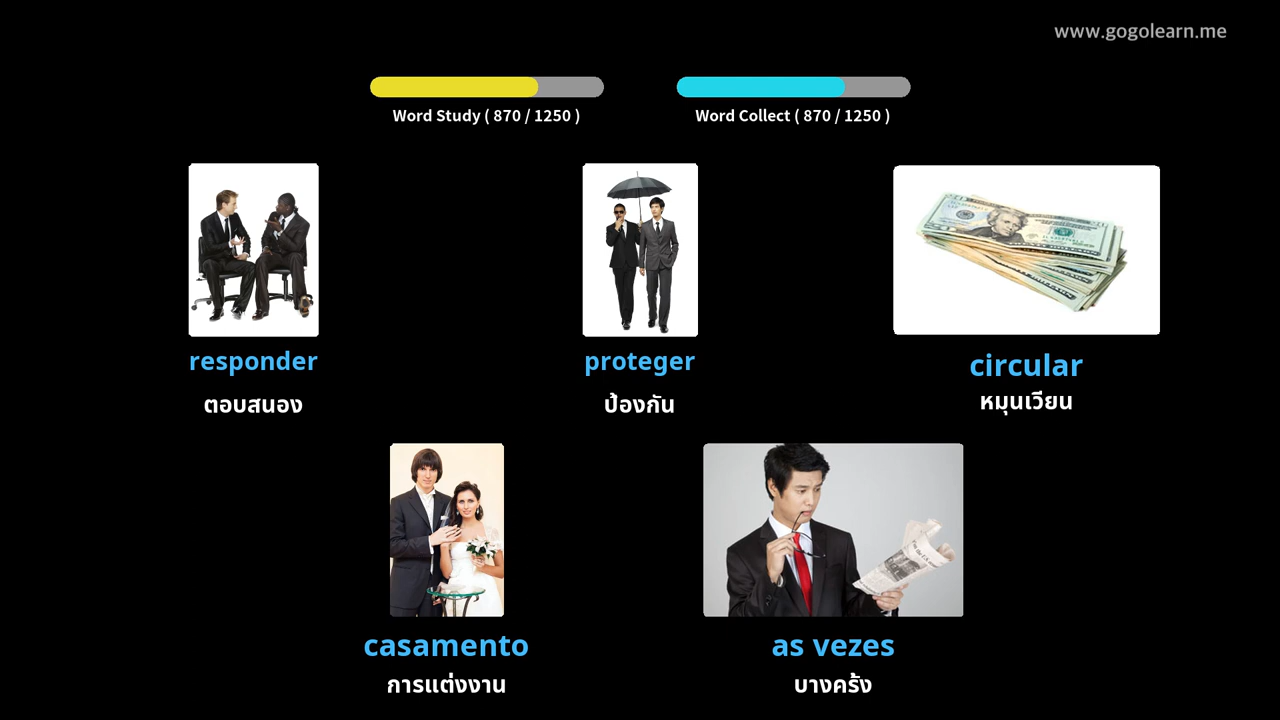 www.gogolearn.me
Word Study ( 870 / 1250 )
Word Collect ( 870 / 1250 )
responder
proteger
circular
ตอบสนอง
ป้องกัน
หมุนเวียน
casamento
as vezes
การแต่งงาน
บางครั้ง